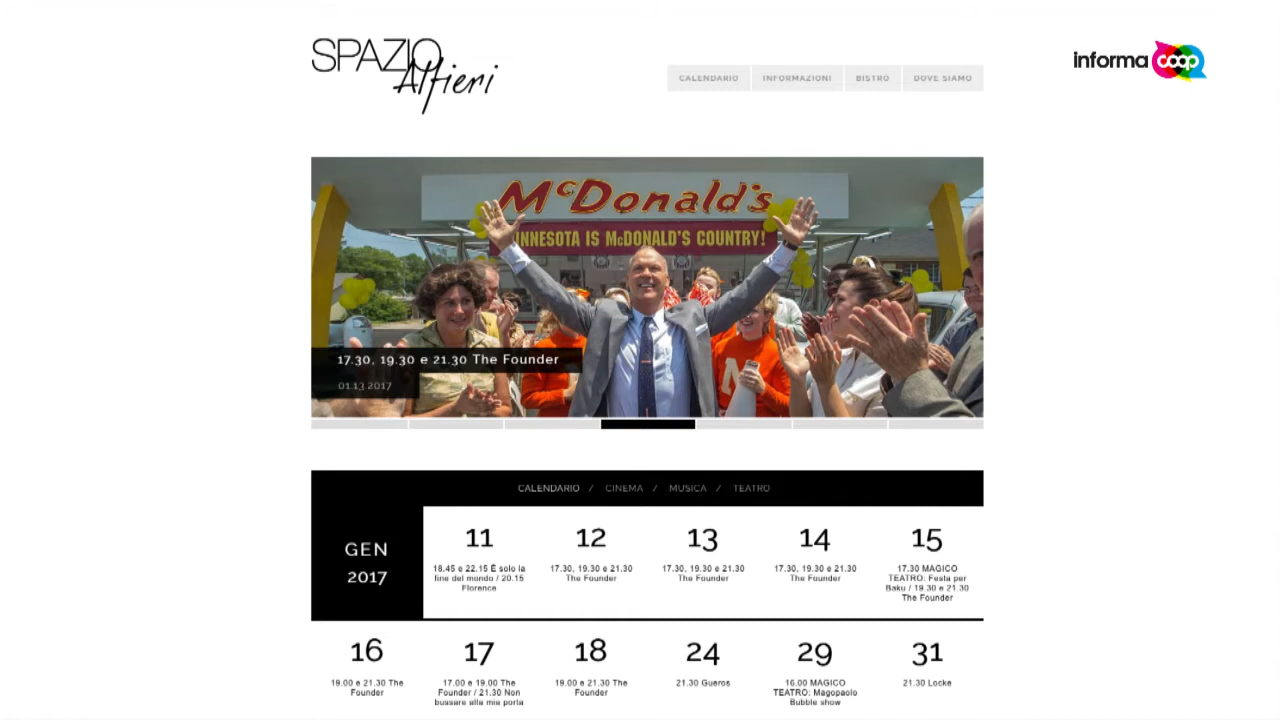 SPAZIO
Alfieri
informa coop
CALENDARIO INFORMAZIONI BISTRÒ DOVE SIAMO
McDonald's
MINNESOTA IS McDONALD'S COUNTRY!
M
17.30, 19.30 e 21.30 The Founder
01.13 2017
CALENDARIO / CINEMA / MUSICA / TEATRO
GEN
2017
11
18.45 e 22.15 È solo la
fine del mondo / 20.15
Florence
12
17.30, 19.30 e 21.30
The Founder
13
17.30, 19.30 e 21.30
The Founder
14
17.30, 19.30 e 21.30
The Founder
15
17.30 MAGICO
TEATRO: Festa per
Baku / 19.30 e 21.30
The Founder
16
19.00 e 21.30 The
Founder
17
17.00 e 19.00 The
Founder / 21.30 Non
bussare alla mia porta
18
19.00 e 21.30 The
Founder
24
21.30 Gueros
29
16.00 MAGICO
TEATRO: Magopaolo
Bubble show
31
21.30 Locke